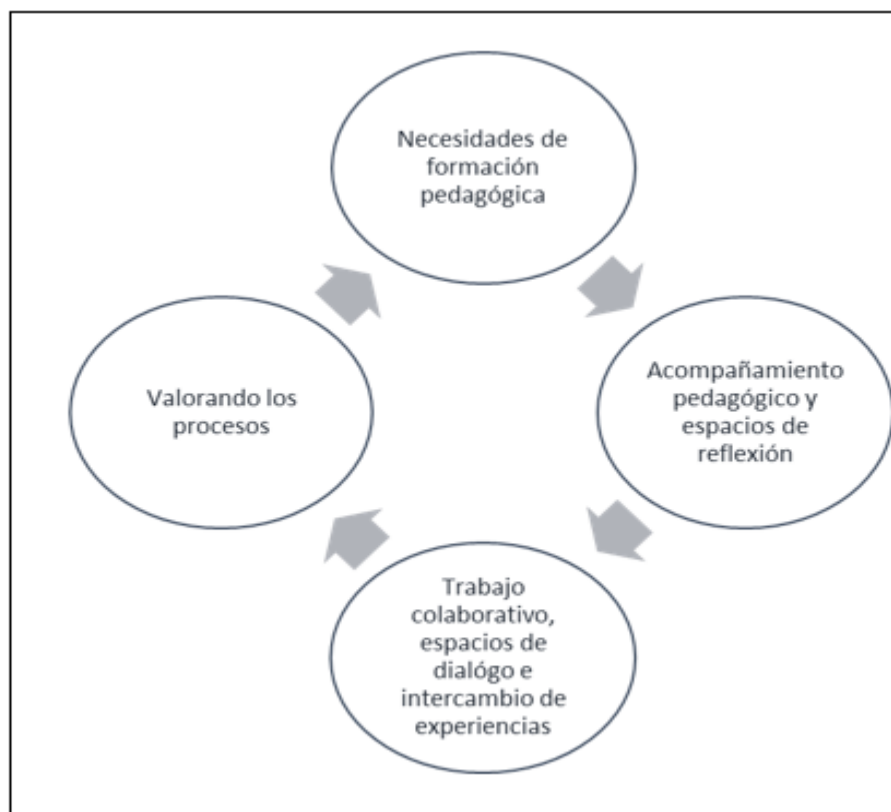 Necesidades de
formación
pedagógica
Acompañamiento
pedagógico y
espacios de
reflexión
Trabajo
colaborativo,
espacios de
dialógo e
intercambio de
experiencias
Valorando los
procesos